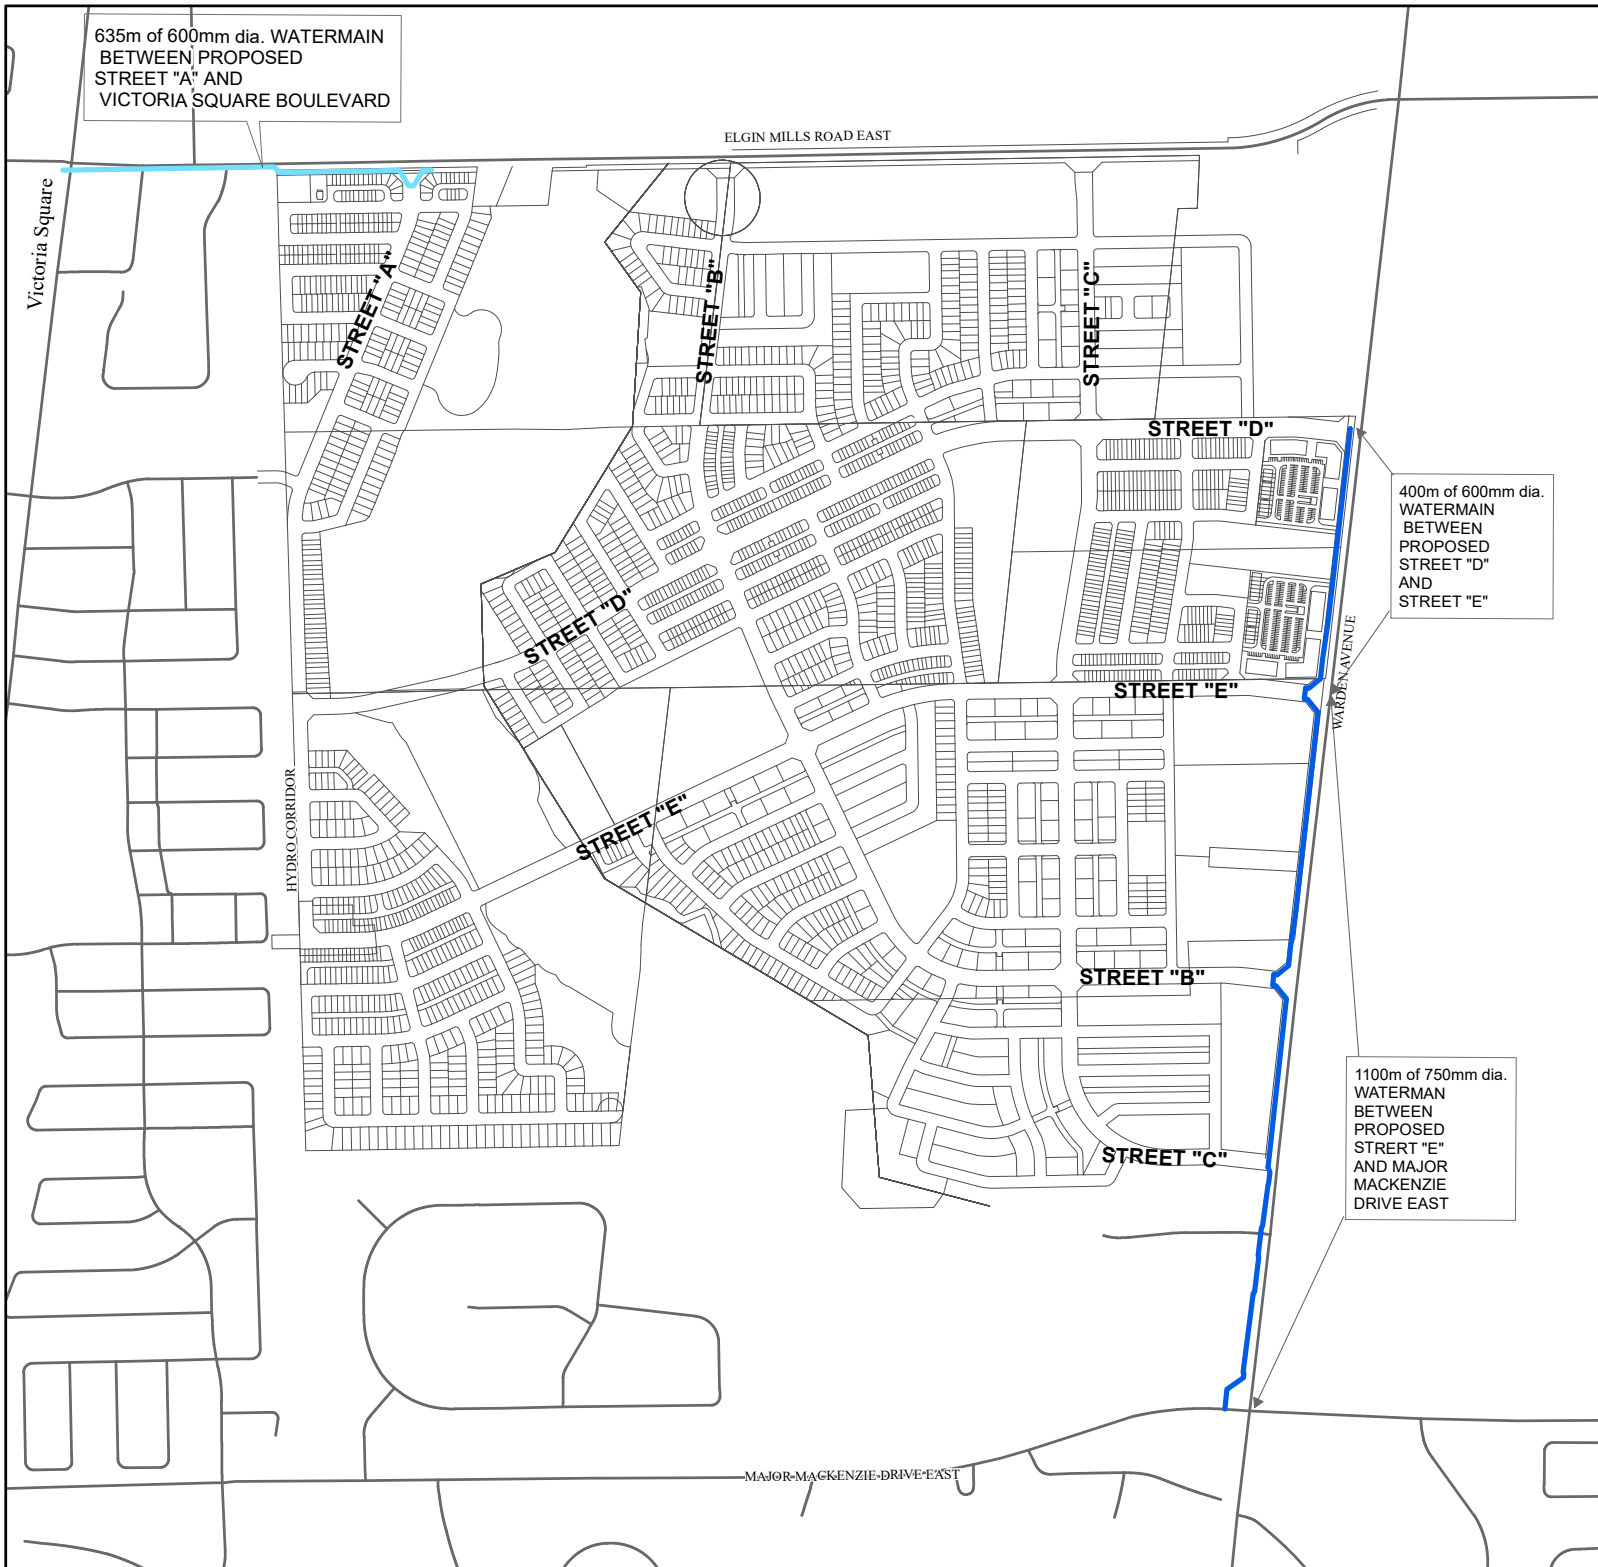 635m of 600mm dia. WATERMAIN
BETWEEN PROPOSED
STREET "A" AND
VICTORIA SQUARE BOULEVARD
ELGIN MILLS ROAD EAST
Victoria Square
STREET "A"
STREET "B"
STREET "C"
STREET "D"
400m of 600mm dia.
WATERMAIN
BETWEEN
PROPOSED
STREET "D"
AND
STREET "E"
STREET "D"
WARDEN AVENUE
STREET "E"
HYDRO CORRIDOR
STREET "E"
STREET "B"
1100m of 750mm dia.
WATERMAN
BETWEEN
PROPOSED
STRERT "E"
AND MAJOR
MACKENZIE
DRIVE EAST
STREET "C"
MAJOR MACKENZIE DRIVE EAST